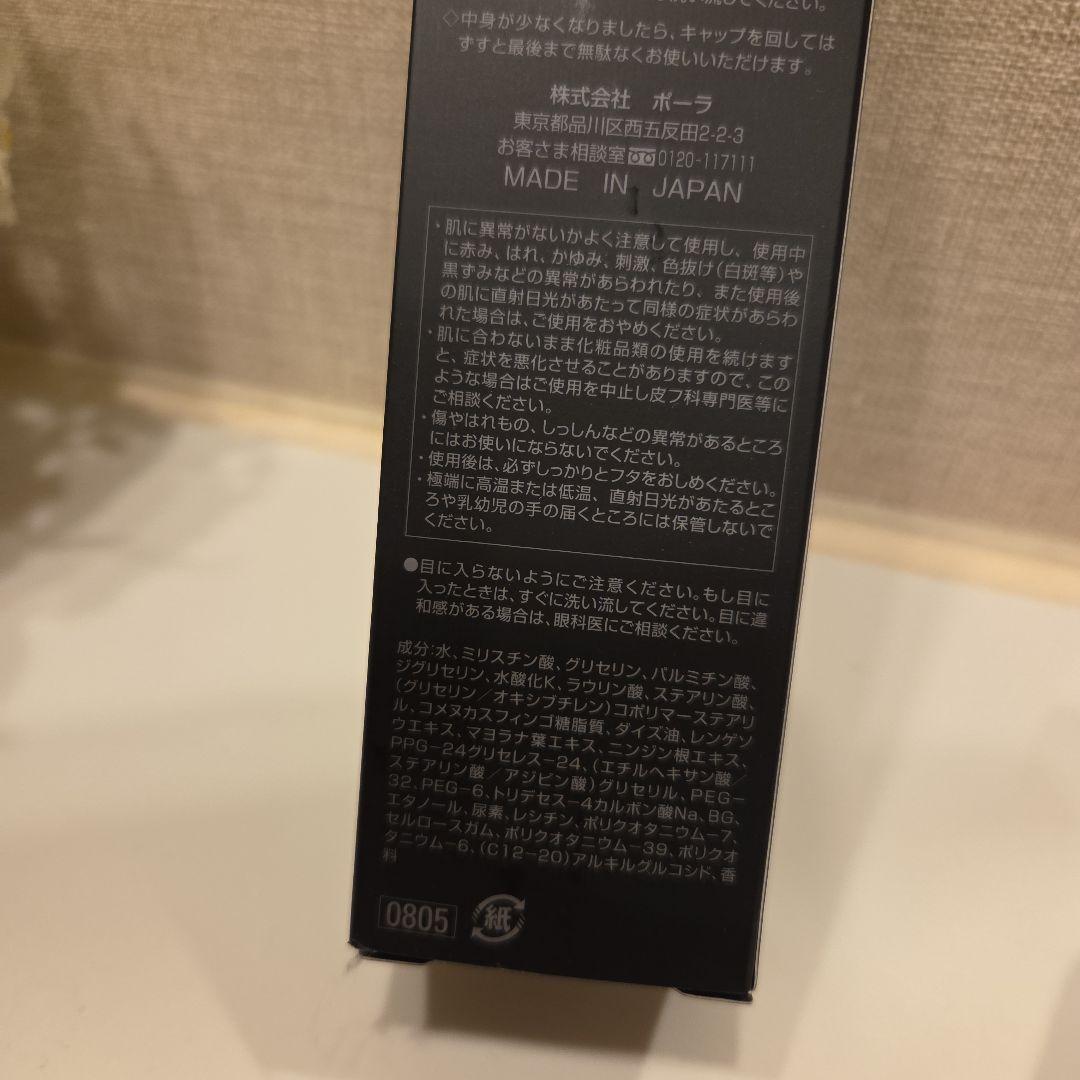 流してください。
◇中身が少なくなりましたら、キャップを回してはずすと最後まで無駄なくお使いいただけます。
株式会社 ポーラ
東京都品川区西五反田2-2-3
お客さま相談室 0120-117111
MADE IN JAPAN
・肌に異常がないかよく注意して使用し、使用中
に赤み、はれ、かゆみ、刺激、色抜け(白斑等)や
黒ずみなどの異常があらわれたり、また使用後
の肌に直射日光があたって同様の症状があらわ
れた場合は、ご使用をおやめください。
・肌に合わないまま化粧品類の使用を続けます
と、症状を悪化させることがありますので、この
ような場合はご使用を中止し皮フ科専門医等に
ご相談ください。
・傷やはれもの、しっしんなどの異常があるところ
にはお使いにならないでください。
・使用後は、必ずしっかりとフタをおしめください。
・極端に高温または低温、直射日光があたるとこ
ろや乳幼児の手の届くところには保管しないで
ください。
●目に入らないようにご注意ください。もし目に
入ったときは、すぐに洗い流してください。目に違
和感がある場合は、眼科医にご相談ください。
成分:水、ミリスチン酸、グリセリン、パルミチン酸、
ジグリセリン、水酸化K、ラウリン酸、ステアリン酸、
(グリセリン/オキシブチレン)コポリマーステアリ
ル、コメヌカスフィンゴ糖脂質、ダイズ油、レンゲソ
ウエキス、マヨラナ葉エキス、ニンジン根エキス、
PPG-24グリセレス-24、(エチルヘキサン酸/
ステアリン酸/アジピン酸)グリセリル、PEG-
32、PEG-6、トリデセス-4カルボン酸Na、BG、
エタノール、尿素、レシチン、ポリクオタニウム-7、
セルロースガム、ポリクオタニウム-39、ポリクオ
タニウム-6、(C12-20)アルキルグルコシド、香
料
0805
紙